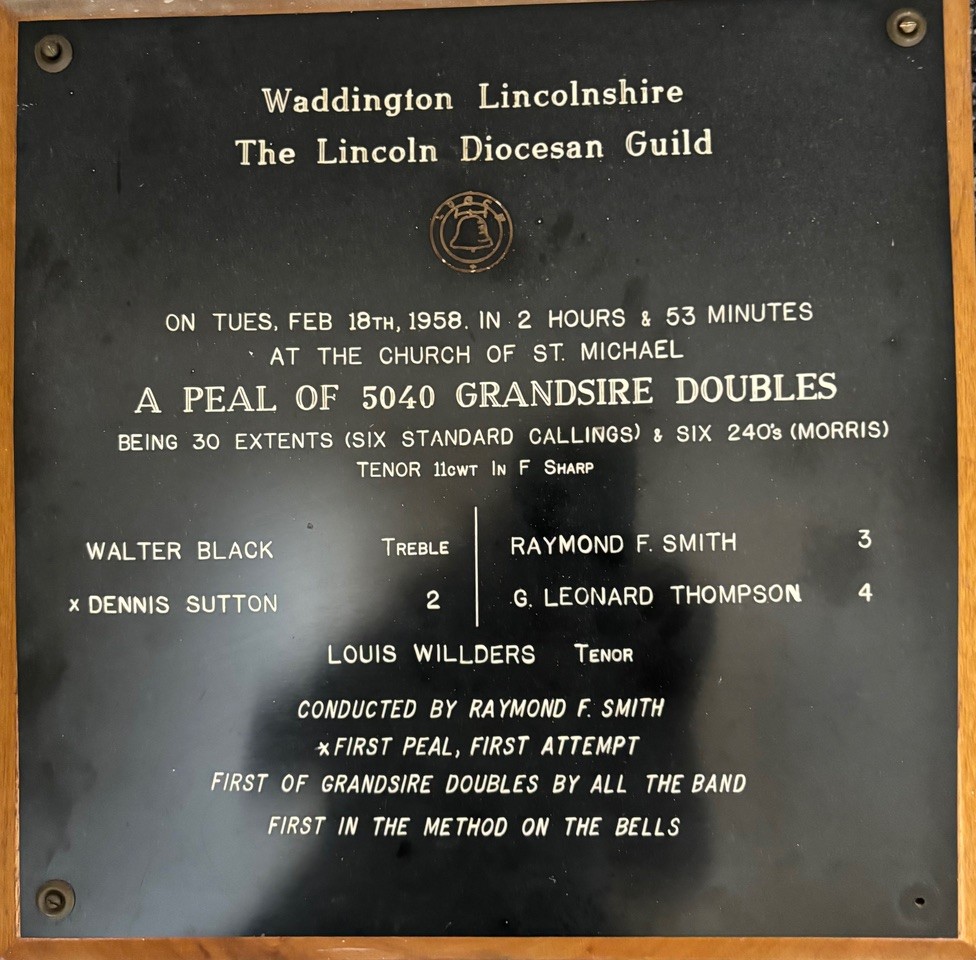 Waddington Lincolnshire
The Lincoln Diocesan Guild
L D G C B
ON TUES, FEB 18TH, 1958. IN 2 HOURS & 53 MINUTES
AT THE CHURCH OF ST. MICHAEL
A PEAL OF 5040 GRANDSIRE DOUBLES
BEING 30 EXTENTS (SIX STANDARD CALLINGS) & SIX 240's (MORRIS)
TENOR 11CWT IN F SHARP
WALTER BLACK TREBLE
x DENNIS SUTTON 2
RAYMOND F. SMITH 3
G. LEONARD THOMPSON 4
LOUIS WILLDERS TENOR
CONDUCTED BY RAYMOND F. SMITH
x FIRST PEAL, FIRST ATTEMPT
FIRST OF GRANDSIRE DOUBLES BY ALL THE BAND
FIRST IN THE METHOD ON THE BELLS